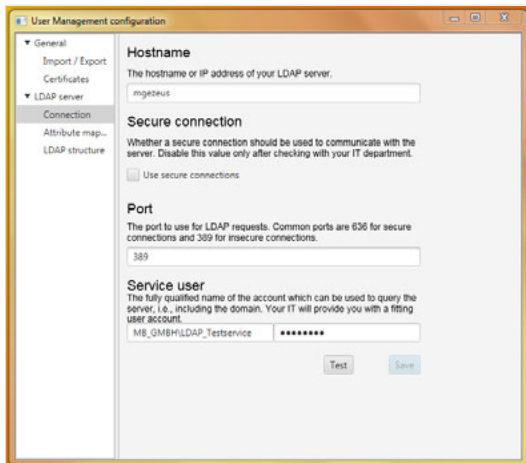 User Management configuration
General
Import / Export
Certificates
LDAP server
Connection
Attribute map...
LDAP structure
Hostname
The hostname or IP address of your LDAP server.
mgezeus
Secure connection
Whether a secure connection should be used to communicate with the
server. Disable this value only after checking with your IT department.
Use secure connections
Port
The port to use for LDAP requests. Common ports are 636 for secure
connections and 389 for insecure connections.
389
Service user
The fully qualified name of the account which can be used to query the
server, i.e., including the domain. Your IT will provide you with a fitting
user account.
MB_GMBH\LDAP_Testservice ••••••••
Test Save